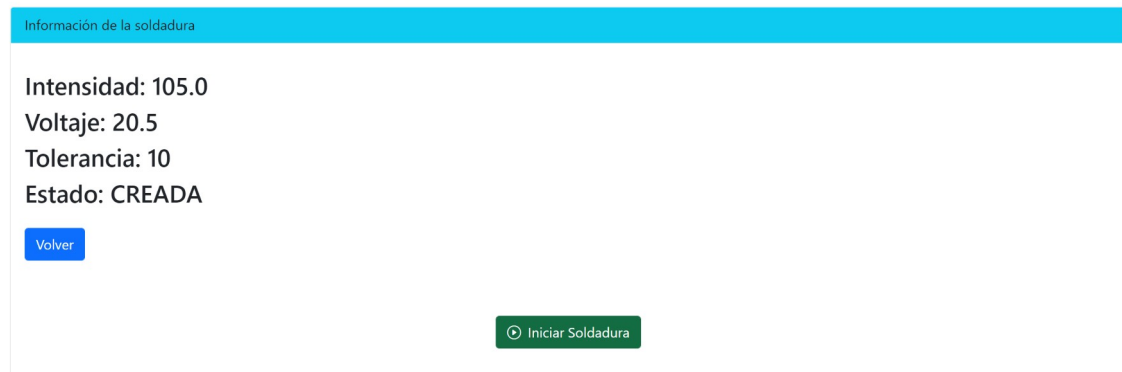 Información de la soldadura
Intensidad: 105.0
Voltaje: 20.5
Tolerancia: 10
Estado: CREADA
Volver
Iniciar Soldadura